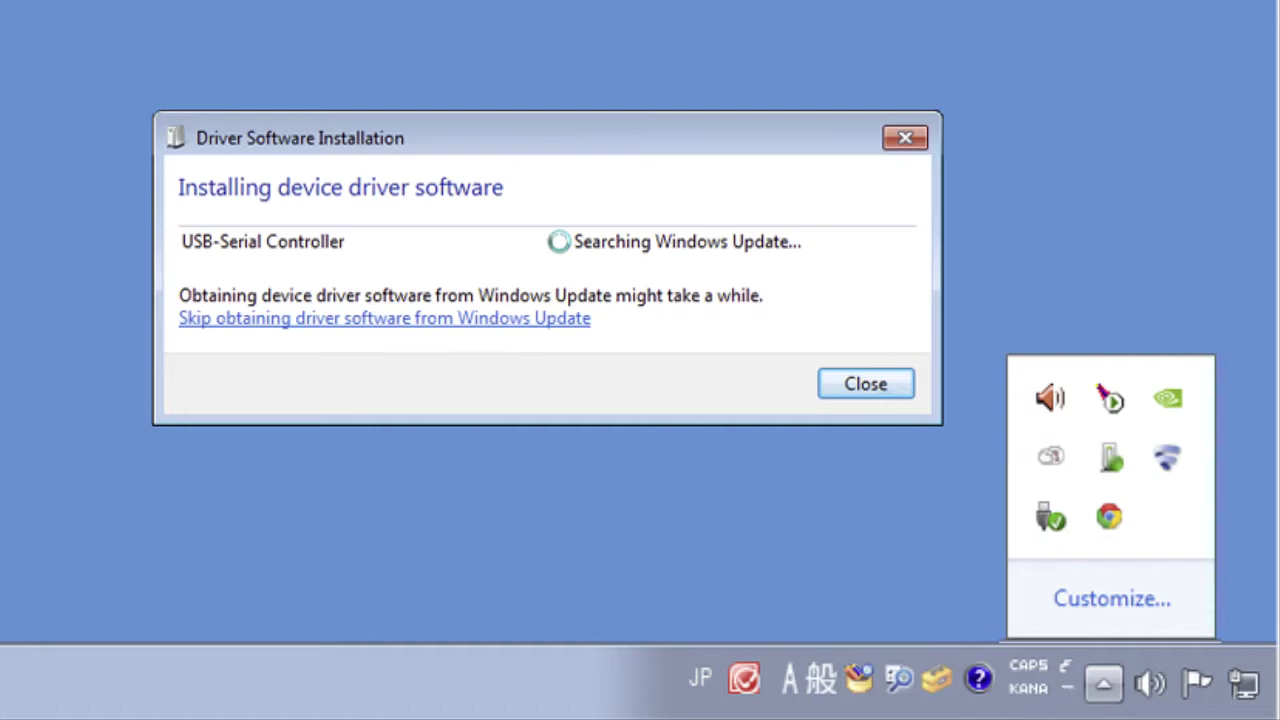 Driver Software Installation
Installing device driver software
USB-Serial Controller
Searching Windows Update...
Obtaining device driver software from Windows Update might take a while.
Skip obtaining driver software from Windows Update
Close
Customize...
JP
A 般
?
CAPS
KANA